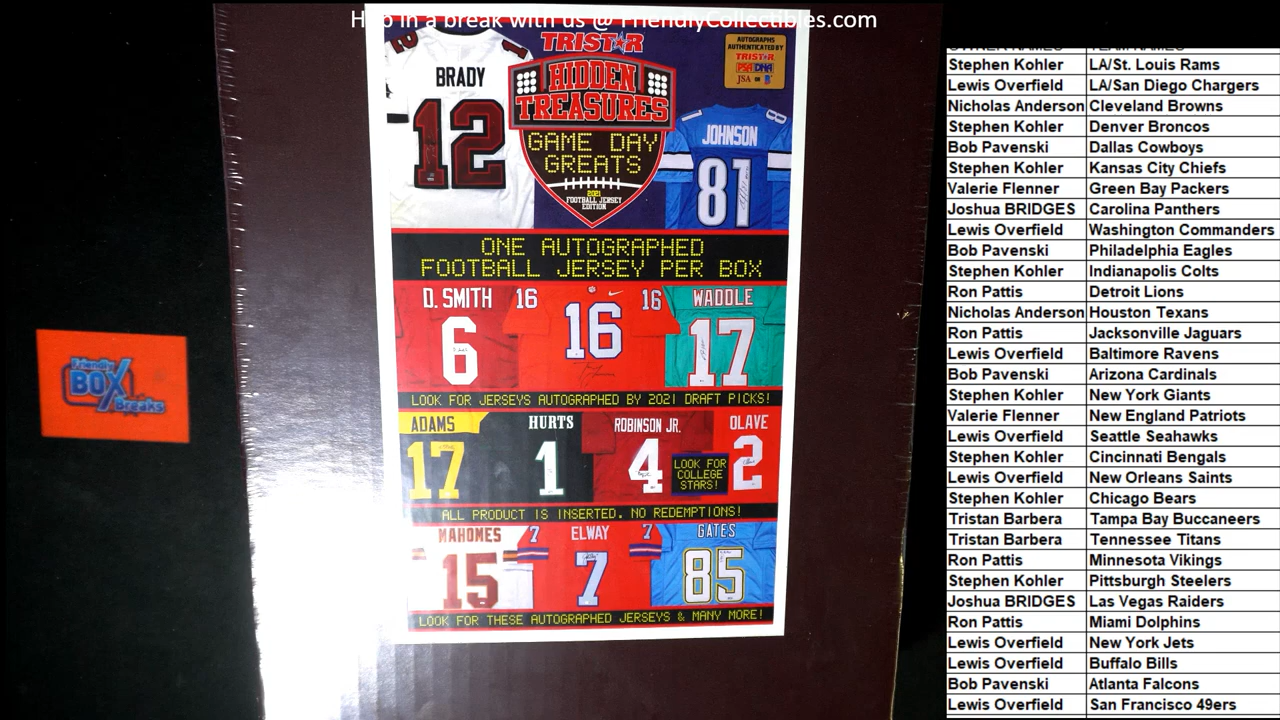 in a break with us @ FriendlyCollectibles.com
BRADY
12
TRISTAR
HIDDEN
TREASURES
GAME DAY
GREATS
2021
FOOTBALL JERSEY
EDITION
AUTOGRAPHS
AUTHENTICATED BY
TRISTAR
PSA DNA
JSA OR
JOHNSON
81
ONE AUTOGRAPHED
FOOTBALL JERSEY PER BOX
D. SMITH
6
16
16
16
WADDLE
17
LOOK FOR JERSEYS AUTOGRAPHED BY 2021 DRAFT PICKS!
ADAMS
17
HURTS
1
ROBINSON JR.
4
LOOK FOR
COLLEGE
STARS!
OLAVE
2
ALL PRODUCT IS INSERTED. NO REDEMPTIONS!
MAHOMES
15
7
ELWAY
7
7
GATES
85
LOOK FOR THESE AUTOGRAPHED JERSEYS & MANY MORE!
Friendly
BOX
Breaks
OWNER NAMES TEAM NAMES
Stephen Kohler LA/St. Louis Rams
Lewis Overfield LA/San Diego Chargers
Nicholas Anderson Cleveland Browns
Stephen Kohler Denver Broncos
Bob Pavenski Dallas Cowboys
Stephen Kohler Kansas City Chiefs
Valerie Flenner Green Bay Packers
Joshua BRIDGES Carolina Panthers
Lewis Overfield Washington Commanders
Bob Pavenski Philadelphia Eagles
Stephen Kohler Indianapolis Colts
Ron Pattis Detroit Lions
Nicholas Anderson Houston Texans
Ron Pattis Jacksonville Jaguars
Lewis Overfield Baltimore Ravens
Bob Pavenski Arizona Cardinals
Stephen Kohler New York Giants
Valerie Flenner New England Patriots
Lewis Overfield Seattle Seahawks
Stephen Kohler Cincinnati Bengals
Lewis Overfield New Orleans Saints
Stephen Kohler Chicago Bears
Tristan Barbera Tampa Bay Buccaneers
Tristan Barbera Tennessee Titans
Ron Pattis Minnesota Vikings
Stephen Kohler Pittsburgh Steelers
Joshua BRIDGES Las Vegas Raiders
Ron Pattis Miami Dolphins
Lewis Overfield New York Jets
Lewis Overfield Buffalo Bills
Bob Pavenski Atlanta Falcons
Lewis Overfield San Francisco 49ers